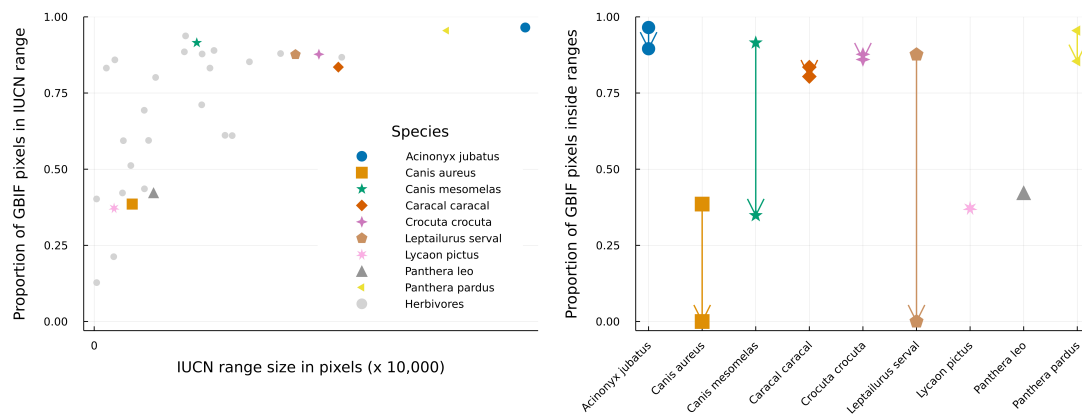 Proportion of GBIF pixels in IUCN range
1.00
0.75
0.50
0.25
0.00
0
IUCN range size in pixels (x 10,000)
Species
Acinonyx jubatus
Canis aureus
Canis mesomelas
Caracal caracal
Crocuta crocuta
Leptailurus serval
Lycaon pictus
Panthera leo
Panthera pardus
Herbivores
Proportion of GBIF pixels inside ranges
1.00
0.75
0.50
0.25
0.00
Acinonyx jubatus
Canis aureus
Canis mesomelas
Caracal caracal
Crocuta crocuta
Leptailurus serval
Lycaon pictus
Panthera leo
Panthera pardus